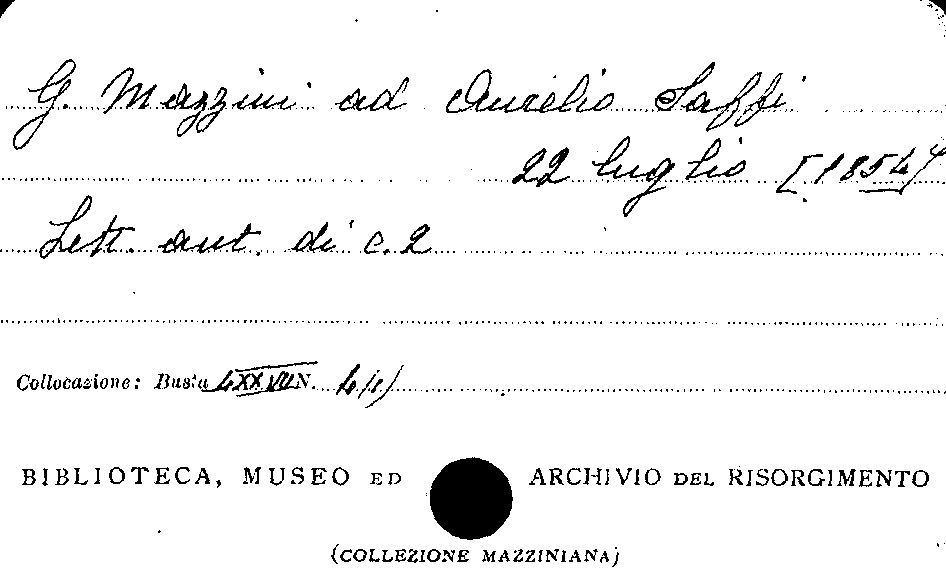 G. Mazzini ad Aurelio Saffi
22 luglio [1854]
Lett. aut. di c. 2
Collocazione: Busta LXXVII N. 4/1)
BIBLIOTECA, MUSEO ED ARCHIVIO DEL RISORGIMENTO
(COLLEZIONE MAZZINIANA)